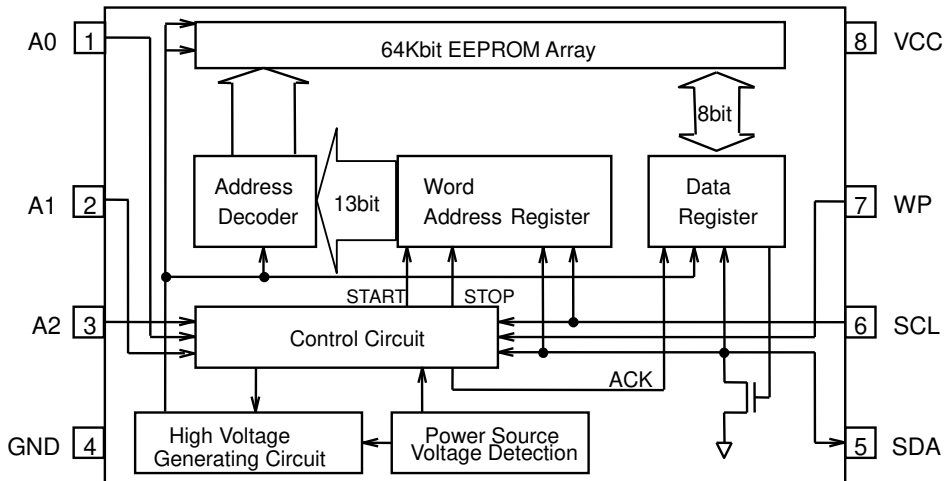 A0
1
64Kbit EEPROM Array
8
VCC
8bit
A1
2
Address
Decoder
13bit
Word
Address Register
Data
Register
7
WP
START
STOP
A2
3
Control Circuit
6
SCL
ACK
GND
4
High Voltage
Generating Circuit
Power Source
Voltage Detection
5
SDA